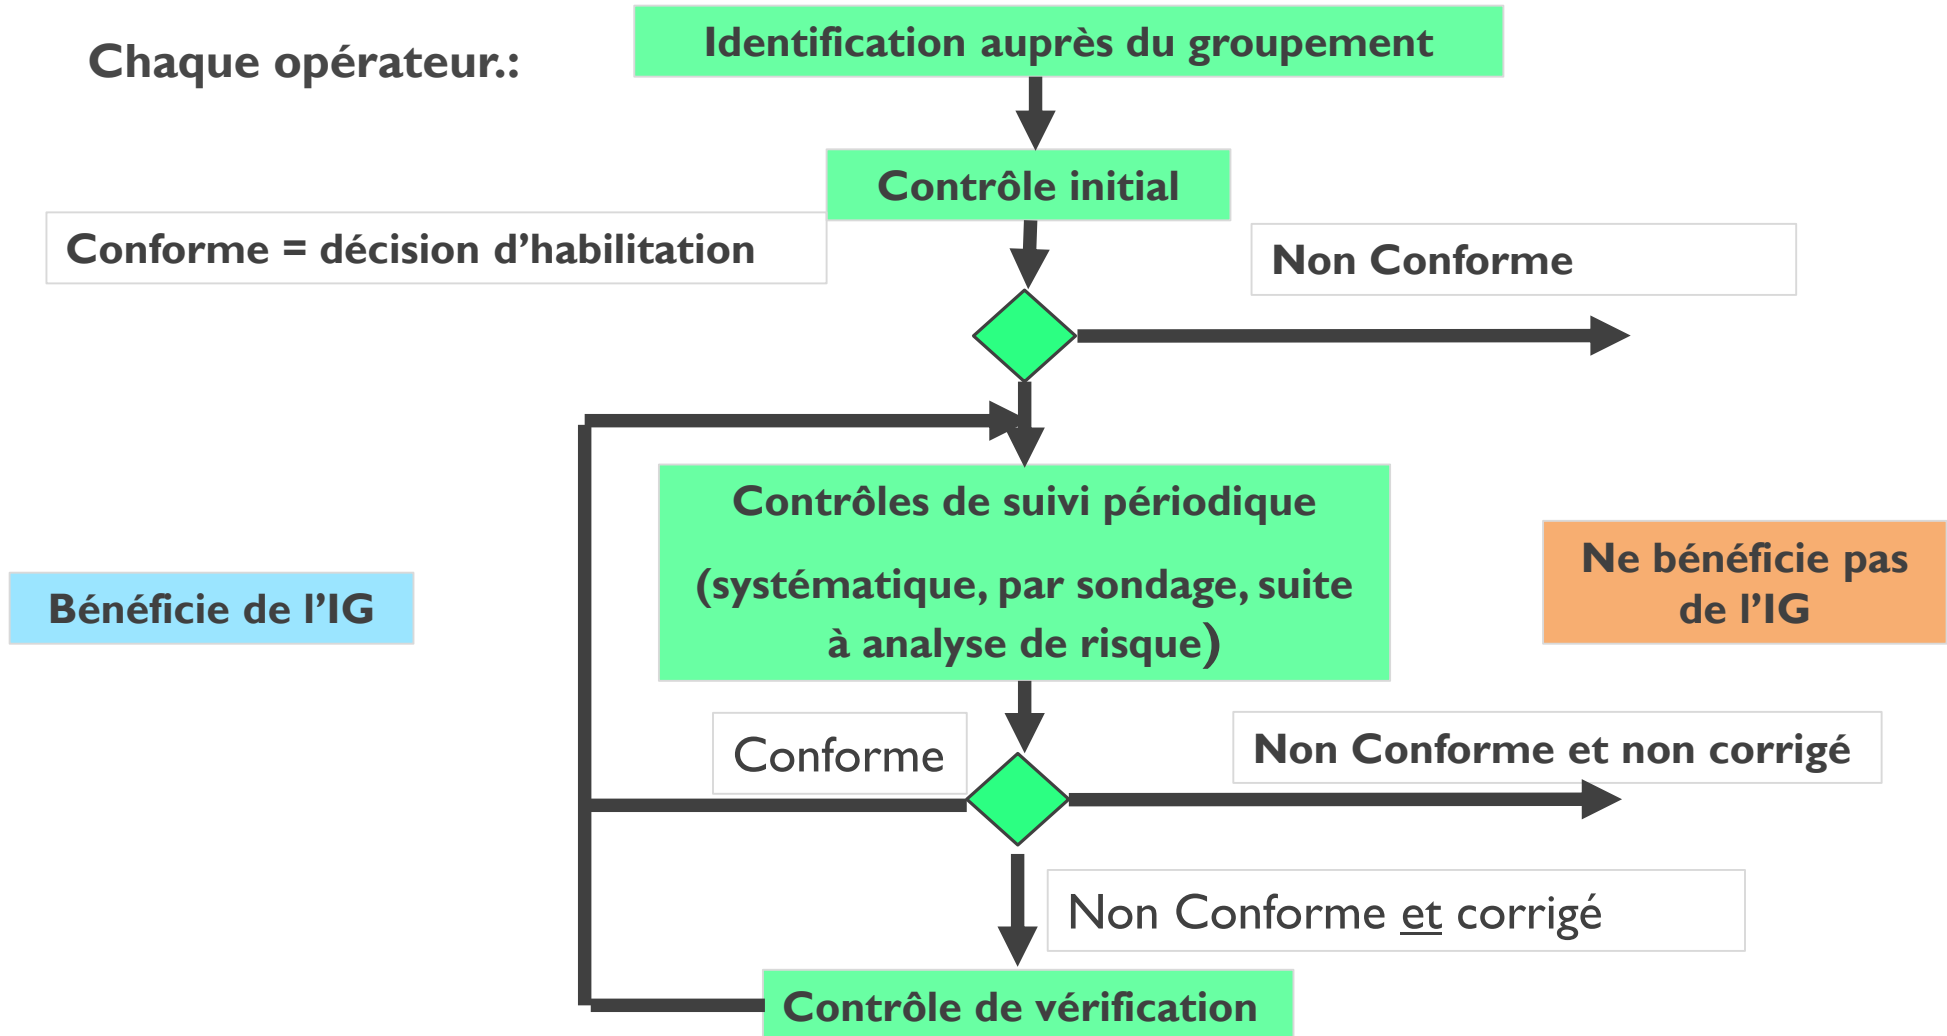 Chaque opérateur.:
Identification auprès du groupement
Contrôle initial
Conforme = décision d’habilitation
Non Conforme
Contrôles de suivi périodique
(systématique, par sondage, suite
à analyse de risque)
Bénéficie de l’IG
Ne bénéficie pas
de l’IG
Conforme
Non Conforme et non corrigé
Non Conforme et corrigé
Contrôle de vérification